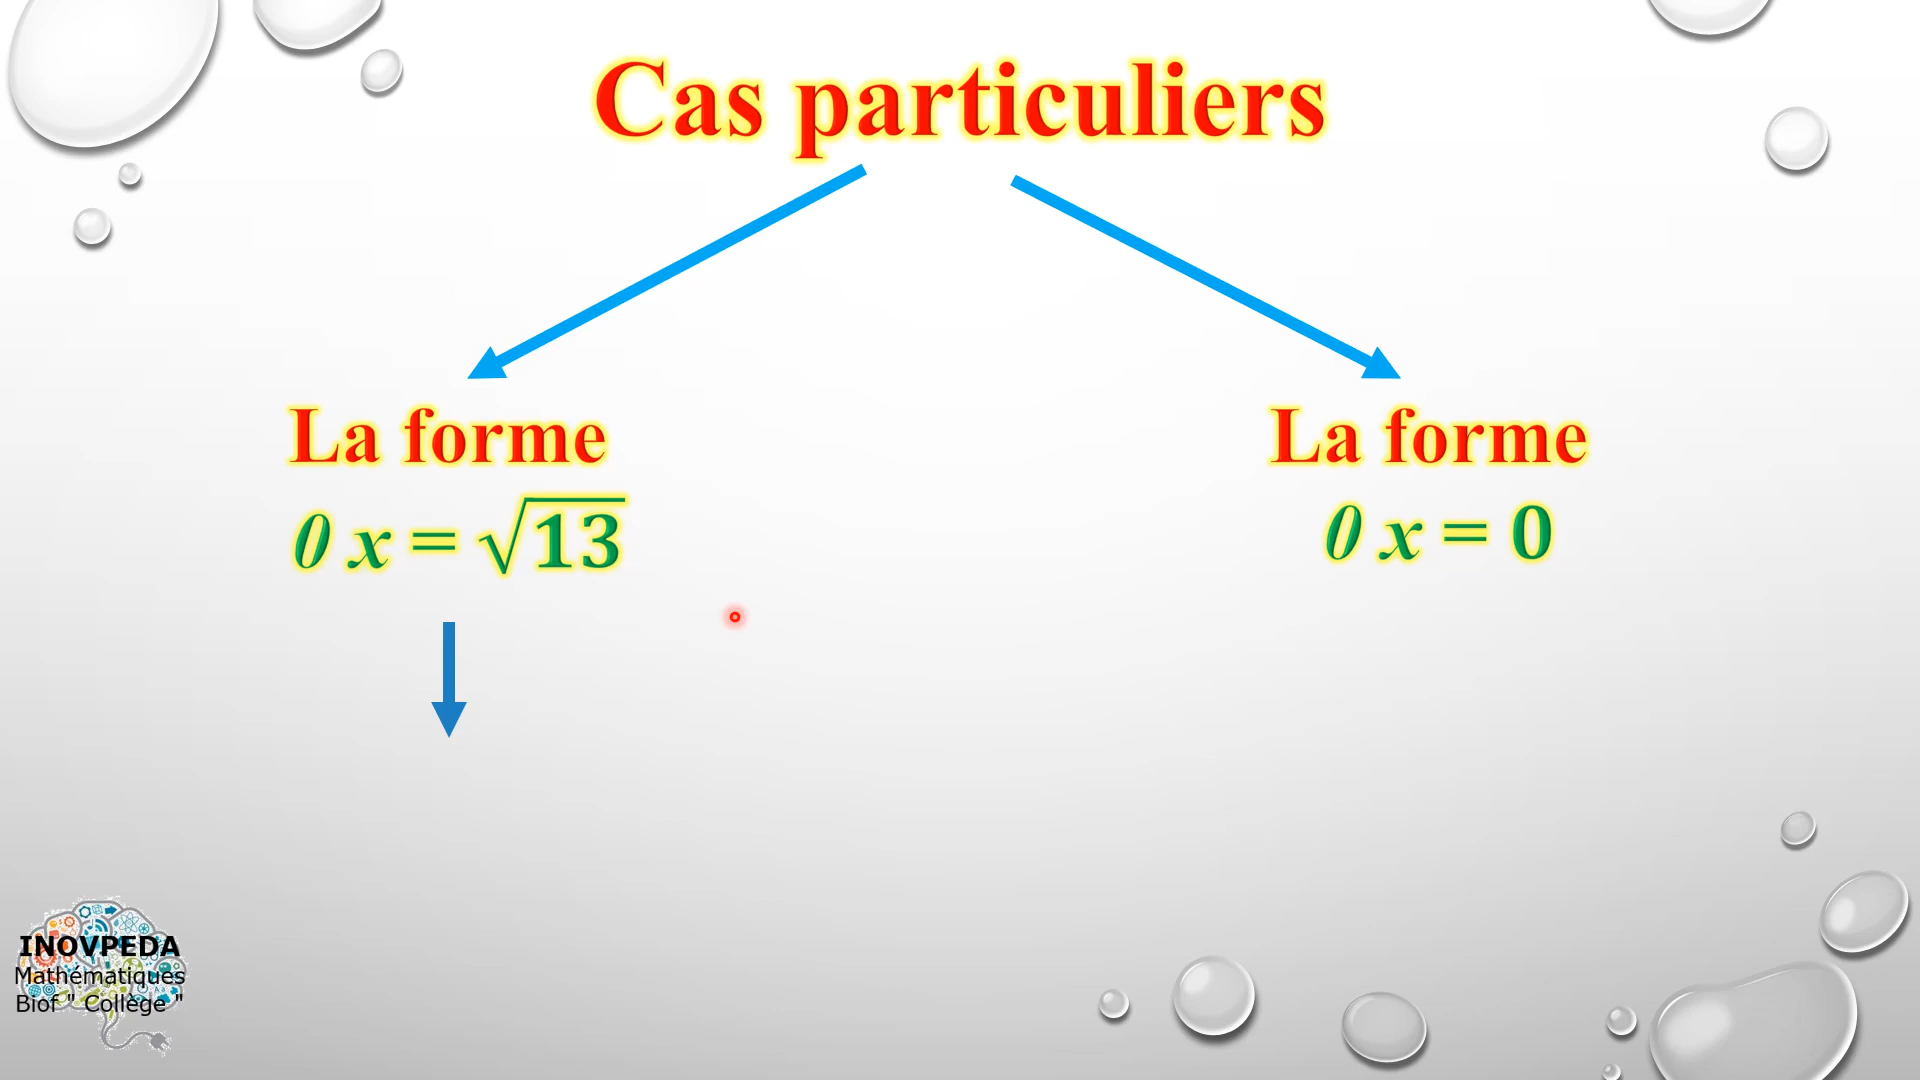 Cas particuliers
La forme
0 x = √13
La forme
0 x = 0
INOVPEDA
Mathématiques
Biof " Collège "